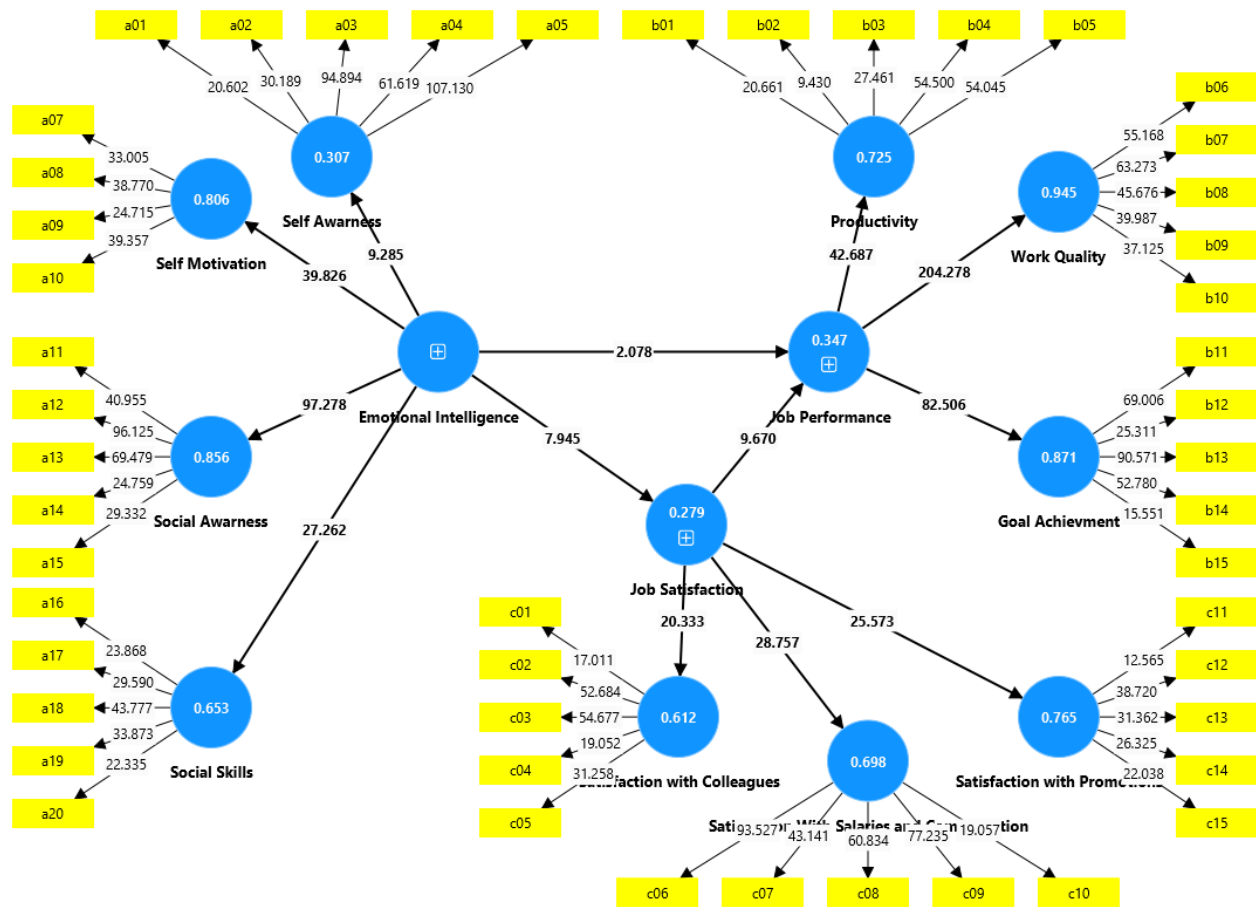 a01
a02
a03
a04
a05
b01
b02
b03
b04
b05
20.602
30.189
94.894
61.619
107.130
20.661
9.430
27.461
54.500
54.045
0.307
Self Awarness
0.725
Productivity
a07
a08
a09
a10
33.005
38.770
24.715
39.357
0.806
Self Motivation
b06
b07
b08
b09
b10
55.168
63.273
45.676
39.987
37.125
0.945
Work Quality
9.285
39.826
42.687
204.278
Emotional Intelligence
2.078
0.347
Job Performance
97.278
7.945
9.670
82.506
27.262
a11
a12
a13
a14
a15
40.955
96.125
69.479
24.759
29.332
0.856
Social Awarness
b11
b12
b13
b14
b15
69.006
25.311
90.571
52.780
15.551
0.871
Goal Achievment
0.279
Job Satisfaction
20.333
28.757
25.573
a16
a17
a18
a19
a20
23.868
29.590
43.777
33.873
22.335
0.653
Social Skills
c01
c02
c03
c04
c05
17.011
52.684
54.677
19.052
31.258
0.612
with Colleagues
0.698
With Salaries and
c11
c12
c13
c14
c15
12.565
38.720
31.362
26.325
22.038
0.765
Satisfaction with Promotions
93.527
43.141
60.834
77.235
19.057
c06
c07
c08
c09
c10